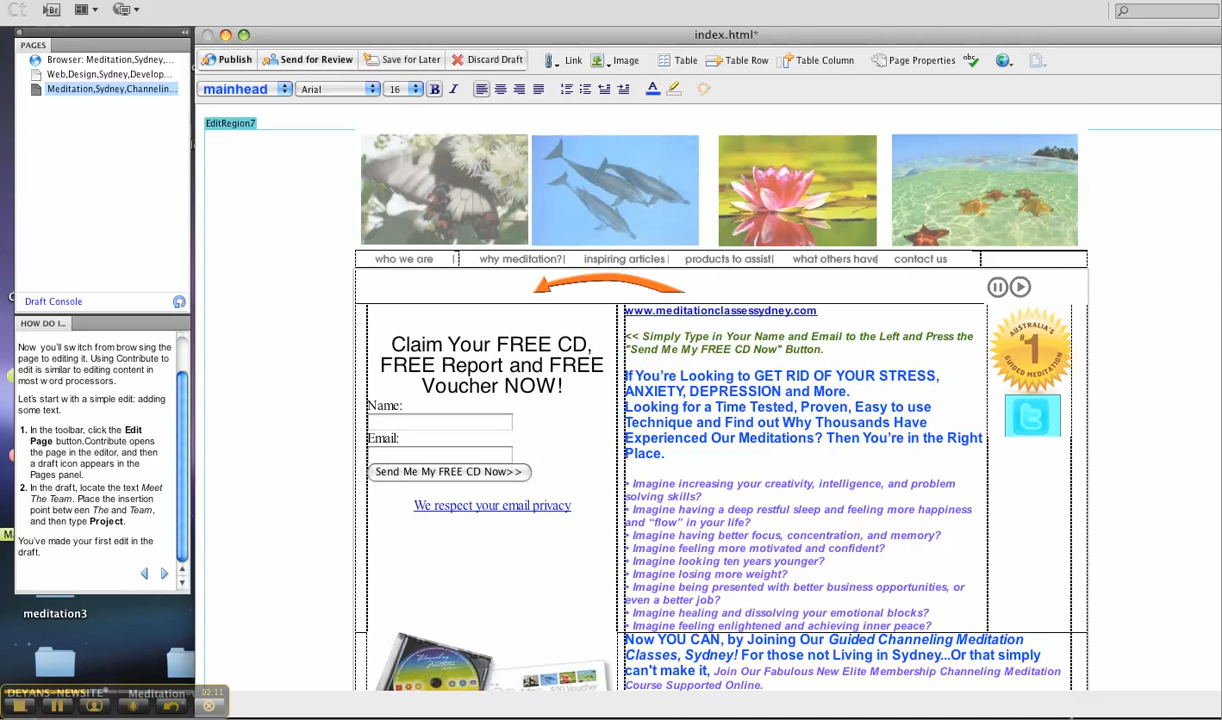 Ct
Br
index.html*
PAGES
Browser: Meditation,Sydney,...
Web,Design,Sydney,Develop...
Meditation,Sydney,Channelin...
Publish
Send for Review
Save for Later
Discard Draft
Link
Image
Table
Table Row
Table Column
Page Properties
abc
mainhead
Arial
16
B
I
A
EditRegion7
who we are
why meditation?
inspiring articles
products to assist
what others have
contact us
Draft Console
HOW DO I...
Now you'll switch from browsing the
page to editing it. Using Contribute to
edit is similar to editing content in
most word processors.
Let's start with a simple edit: adding
some text.
1. In the toolbar, click the Edit
Page button.Contribute opens
the page in the editor, and then
a draft icon appears in the
Pages panel.
2. In the draft, locate the text Meet
The Team. Place the insertion
point between The and Team,
and then type Project.
You've made your first edit in the
draft.
meditation3
Claim Your FREE CD,
FREE Report and FREE
Voucher NOW!
Name:
Email:
Send Me My FREE CD Now>>
We respect your email privacy
www.meditationclassessydney.com
<< Simply Type in Your Name and Email to the Left and Press the
"Send Me My FREE CD Now" Button.
If You're Looking to GET RID OF YOUR STRESS,
ANXIETY, DEPRESSION and More.
Looking for a Time Tested, Proven, Easy to use
Technique and Find out Why Thousands Have
Experienced Our Meditations? Then You're in the Right
Place.
• Imagine increasing your creativity, intelligence, and problem
solving skills?
• Imagine having a deep restful sleep and feeling more happiness
and “flow” in your life?
• Imagine having better focus, concentration, and memory?
• Imagine feeling more motivated and confident?
• Imagine looking ten years younger?
• Imagine losing more weight?
• Imagine being presented with better business opportunities, or
even a better job?
• Imagine healing and dissolving your emotional blocks?
• Imagine feeling enlightened and achieving inner peace?
Now YOU CAN, by Joining Our Guided Channeling Meditation
Classes, Sydney! For those not Living in Sydney...Or that simply
can't make it, Join Our Fabulous New Elite Membership Channeling Meditation
Course Supported Online.
AUSTRALIA'S
#1
GUIDED MEDITATION
t
DEYANS-NEWSITE
Meditation
02:11